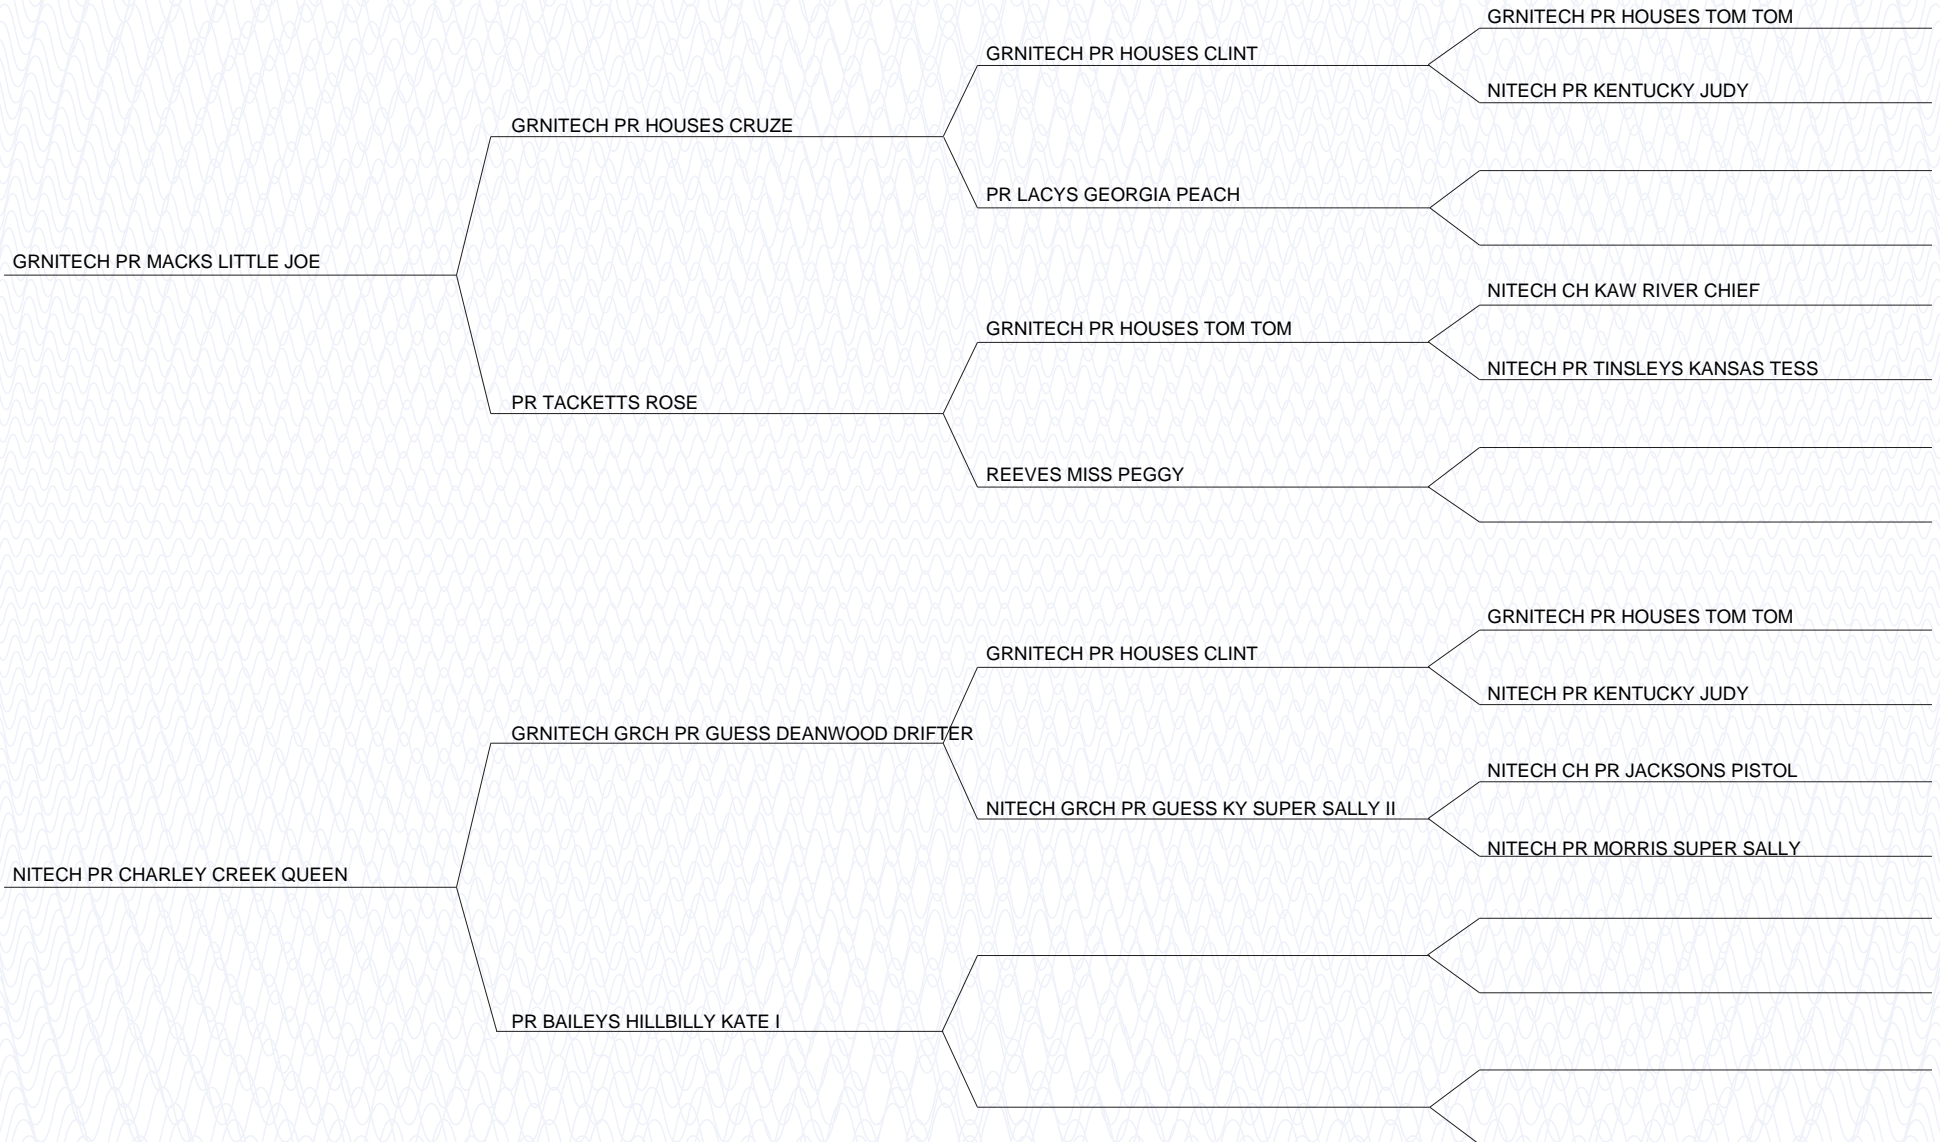 GRNITECH PR HOUSES TOM TOM
GRNITECH PR HOUSES CLINT
NITECH PR KENTUCKY JUDY
GRNITECH PR HOUSES CRUZE
PR LACYS GEORGIA PEACH
GRNITECH PR MACKS LITTLE JOE
NITECH CH KAW RIVER CHIEF
GRNITECH PR HOUSES TOM TOM
NITECH PR TINSLEYS KANSAS TESS
PR TACKETTS ROSE
REEVES MISS PEGGY
GRNITECH PR HOUSES TOM TOM
GRNITECH PR HOUSES CLINT
NITECH PR KENTUCKY JUDY
GRNITECH GRCH PR GUESS DEANWOOD DRIFTER
NITECH CH PR JACKSONS PISTOL
NITECH GRCH PR GUESS KY SUPER SALLY II
NITECH PR MORRIS SUPER SALLY
NITECH PR CHARLEY CREEK QUEEN
PR BAILEYS HILLBILLY KATE I